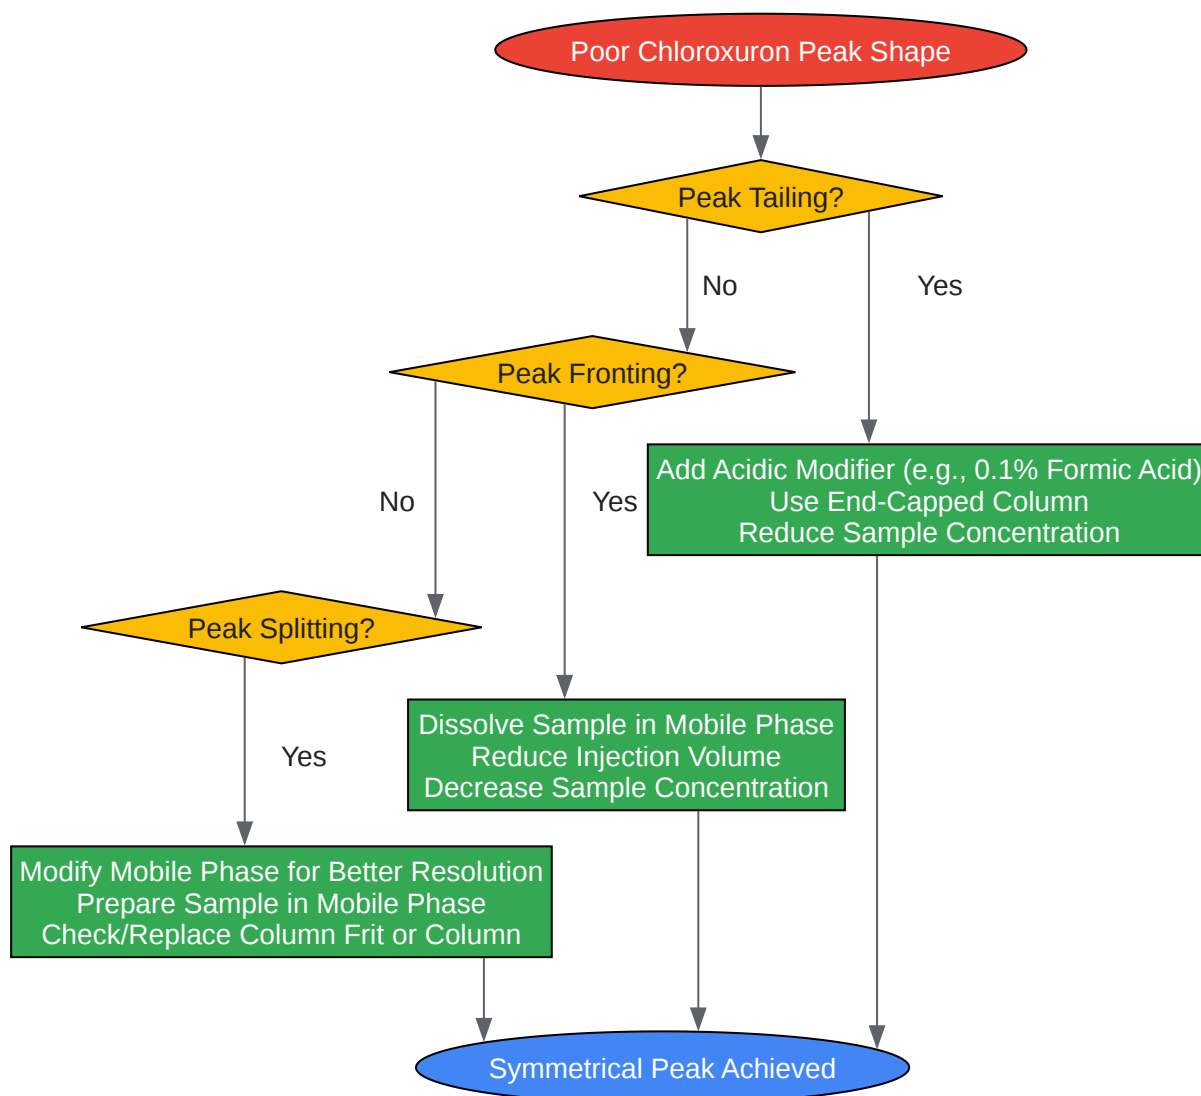 Poor Chloroxuron Peak Shape
Peak Tailing?
No
Yes
Peak Fronting?
Add Acidic Modifier (e.g., 0.1% Formic Acid)
Use End-Capped Column
Reduce Sample Concentration
No
Yes
Peak Splitting?
Dissolve Sample in Mobile Phase
Reduce Injection Volume
Decrease Sample Concentration
Yes
Modify Mobile Phase for Better Resolution
Prepare Sample in Mobile Phase
Check/Replace Column Frit or Column
Symmetrical Peak Achieved